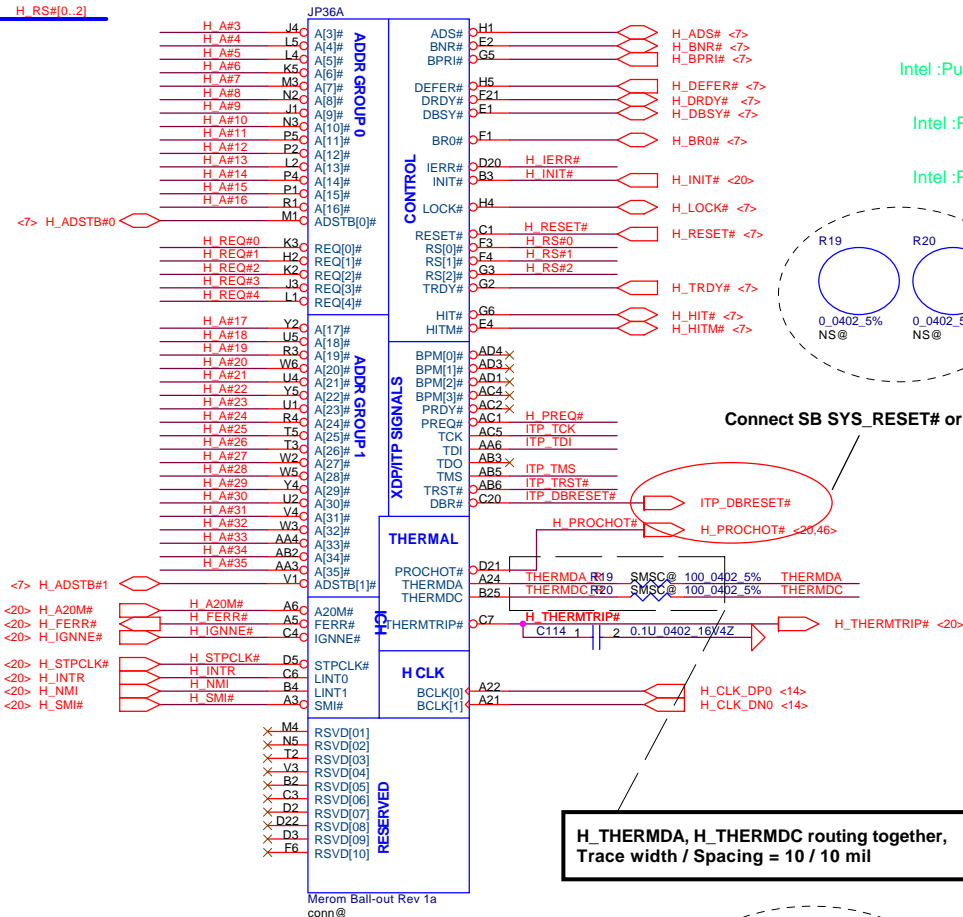 H_RS#[0..2]
JP36A
ADDR GROUP 0
H_A#3 J4 A[3]#
H_A#4 L5 A[4]#
H_A#5 L4 A[5]#
H_A#6 K5 A[6]#
H_A#7 M3 A[7]#
H_A#8 N2 A[8]#
H_A#9 J1 A[9]#
H_A#10 N3 A[10]#
H_A#11 P5 A[11]#
H_A#12 P2 A[12]#
H_A#13 L2 A[13]#
H_A#14 P4 A[14]#
H_A#15 P1 A[15]#
H_A#16 R1 A[16]#
<7> H_ADSTB#0 M1 ADSTB[0]#
H_REQ#0 K3 REQ[0]#
H_REQ#1 H2 REQ[1]#
H_REQ#2 K2 REQ[2]#
H_REQ#3 J3 REQ[3]#
H_REQ#4 L1 REQ[4]#
ADDR GROUP 1
H_A#17 Y2 A[17]#
H_A#18 U5 A[18]#
H_A#19 R3 A[19]#
H_A#20 W6 A[20]#
H_A#21 U4 A[21]#
H_A#22 Y5 A[22]#
H_A#23 U1 A[23]#
H_A#24 R4 A[24]#
H_A#25 T5 A[25]#
H_A#26 T3 A[26]#
H_A#27 W2 A[27]#
H_A#28 W5 A[28]#
H_A#29 Y4 A[29]#
H_A#30 U2 A[30]#
H_A#31 V4 A[31]#
H_A#32 W3 A[32]#
H_A#33 AA4 A[33]#
H_A#34 AB2 A[34]#
H_A#35 AA3 A[35]#
<7> H_ADSTB#1 V1 ADSTB[1]#
ICH
<20> H_A20M# H_A20M# A6 A20M#
<20> H_FERR# H_FERR# A5 FERR#
<20> H_IGNNE# H_IGNNE# C4 IGNNE#
<20> H_STPCLK# H_STPCLK# D5 STPCLK#
<20> H_INTR H_INTR C6 LINT0
<20> H_NMI H_NMI B4 LINT1
<20> H_SMI# H_SMI# A3 SMI#
RESERVED
M4 RSVD[01]
N5 RSVD[02]
T2 RSVD[03]
V3 RSVD[04]
B2 RSVD[05]
C3 RSVD[06]
D2 RSVD[07]
D22 RSVD[08]
D3 RSVD[09]
F6 RSVD[10]
Merom Ball-out Rev 1a
conn@
CONTROL
ADS# H1 H_ADS# <7>
BNR# E2 H_BNR# <7>
BPRI# G5 H_BPRI# <7>
DEFER# H5 H_DEFER# <7>
DRDY# F21 H_DRDY# <7>
DBSY# E1 H_DBSY# <7>
BR0# F1 H_BR0# <7>
IERR# D20 H_IERR#
INIT# B3 H_INIT# H_INIT# <20>
LOCK# H4 H_LOCK# <7>
RESET# C1 H_RESET# H_RESET# <7>
RS[0]# F3 H_RS#0
RS[1]# F4 H_RS#1
RS[2]# G3 H_RS#2
TRDY# G2 H_TRDY# <7>
HIT# G6 H_HIT# <7>
HITM# E4 H_HITM# <7>
XDP/ITP SIGNALS
BPM[0]# AD4
BPM[1]# AD3
BPM[2]# AD1
BPM[3]# AC4
PRDY# AC2
PREQ# AC1 H_PREQ#
TCK AC5 ITP_TCK
TDI AA6 ITP_TDI
TDO AB3
TMS AB5 ITP_TMS
TRST# AB6 ITP_TRST#
DBR# C20 ITP_DBRESET# ITP_DBRESET#
THERMAL
H_PROCHOT# H_PROCHOT# <20,46>
PROCHOT# D21
THERMDA A24 THERMDA_R R19 SMSC@ 100_0402_5% THERMDA
THERMDC B25 THERMDC_R R20 SMSC@ 100_0402_5% THERMDC
THERMTRIP# C7 H_THERMTRIP# H_THERMTRIP# <20>
C114 1 2 0.1U_0402_16V4Z
H CLK
BCLK[0] A22 H_CLK_DP0 <14>
BCLK[1] A21 H_CLK_DN0 <14>
Intel :Pu
Intel :P
Intel :P
R19 R20
0_0402_5% 0_0402_5
NS@ NS@
Connect SB SYS_RESET# or
H_THERMDA, H_THERMDC routing together,
Trace width / Spacing = 10 / 10 mil